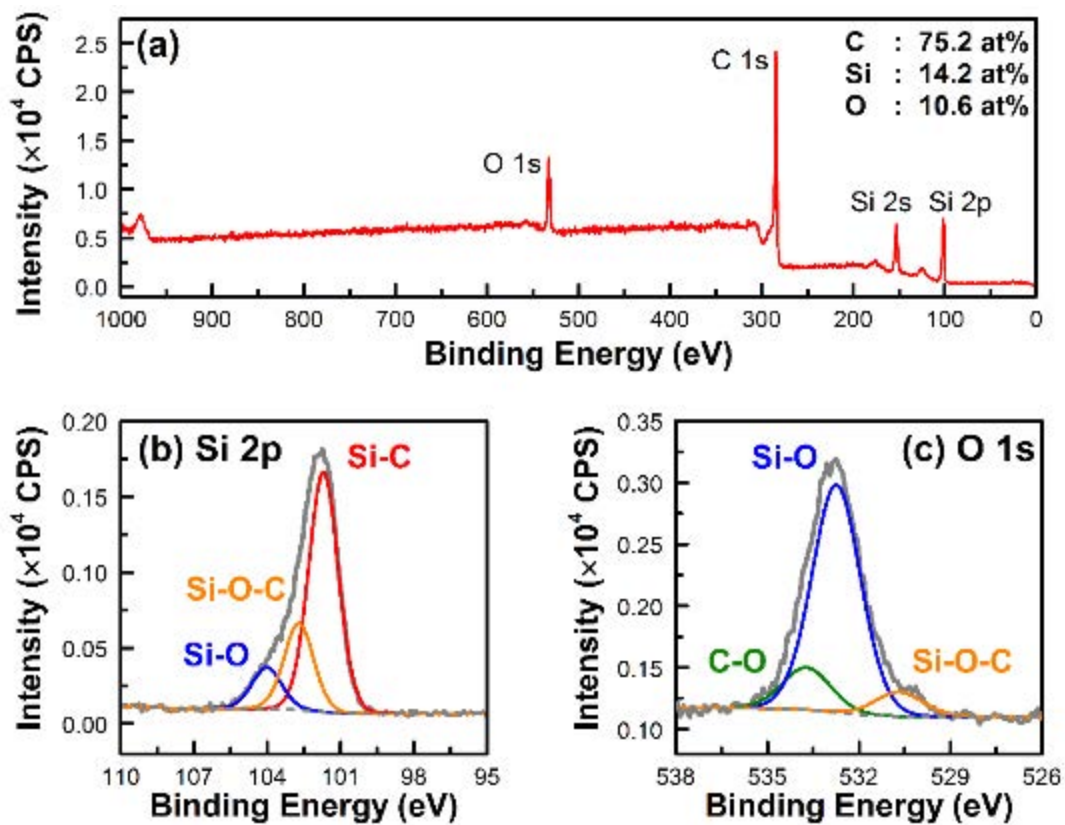 (a)
C : 75.2 at%
Si : 14.2 at%
O : 10.6 at%
C 1s
O 1s
Si 2s
Si 2p
Intensity (×10⁴ CPS)
2.5
2.0
1.5
1.0
0.5
0.0
1000 900 800 700 600 500 400 300 200 100 0
Binding Energy (eV)
(b) Si 2p
Si-C
Si-O-C
Si-O
Intensity (×10⁴ CPS)
0.20
0.15
0.10
0.05
0.00
110 107 104 101 98 95
Binding Energy (eV)
(c) O 1s
Si-O
C-O
Si-O-C
Intensity (×10⁴ CPS)
0.35
0.30
0.25
0.20
0.15
0.10
538 535 532 529 526
Binding Energy (eV)